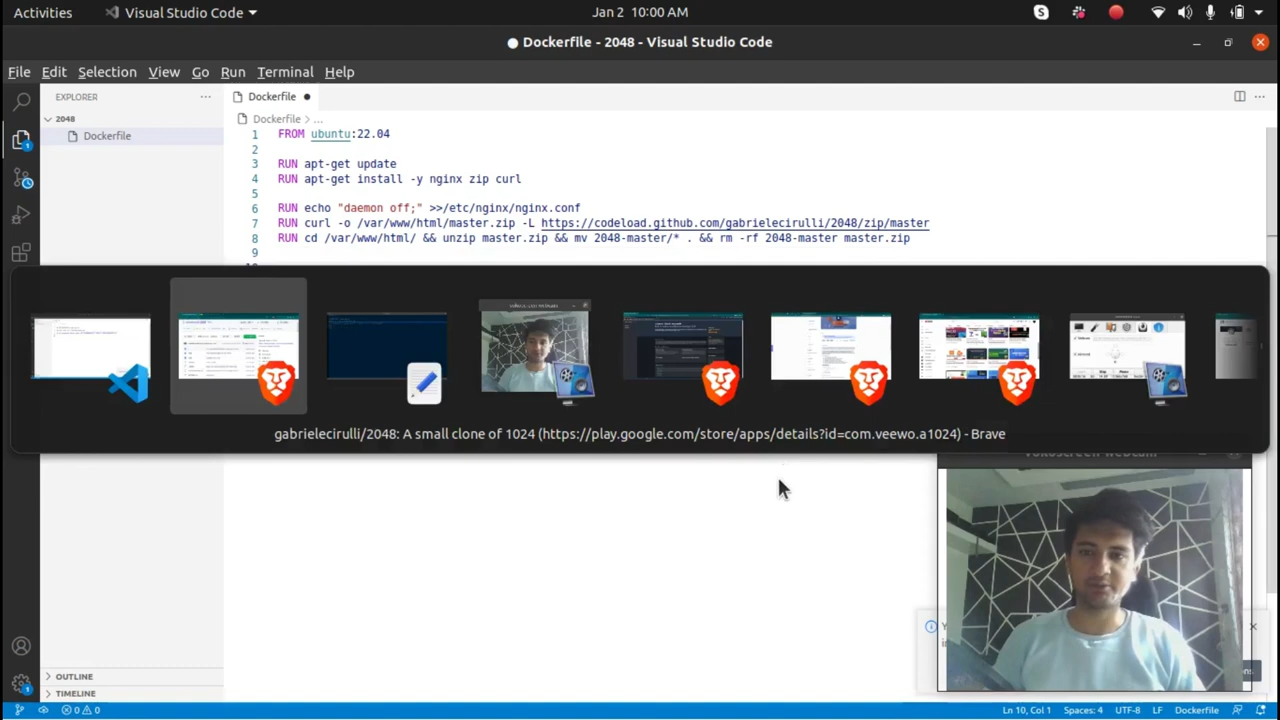 Activities
Visual Studio Code
Jan 2 10:00 AM
Dockerfile - 2048 - Visual Studio Code
File Edit Selection View Go Run Terminal Help
EXPLORER
Dockerfile
2048
Dockerfile > ...
Dockerfile
1 FROM ubuntu:22.04
2
3 RUN apt-get update
4 RUN apt-get install -y nginx zip curl
5
6 RUN echo "daemon off;" >>/etc/nginx/nginx.conf
7 RUN curl -o /var/www/html/master.zip -L https://codeload.github.com/gabrielecirulli/2048/zip/master
8 RUN cd /var/www/html/ && unzip master.zip && mv 2048-master/* . && rm -rf 2048-master master.zip
9
gabrielecirulli/2048: A small clone of 1024 (https://play.google.com/store/apps/details?id=com.veewo.a1024) - Brave
OUTLINE
TIMELINE
0 0
Ln 10, Col 1 Spaces: 4 UTF-8 LF Dockerfile